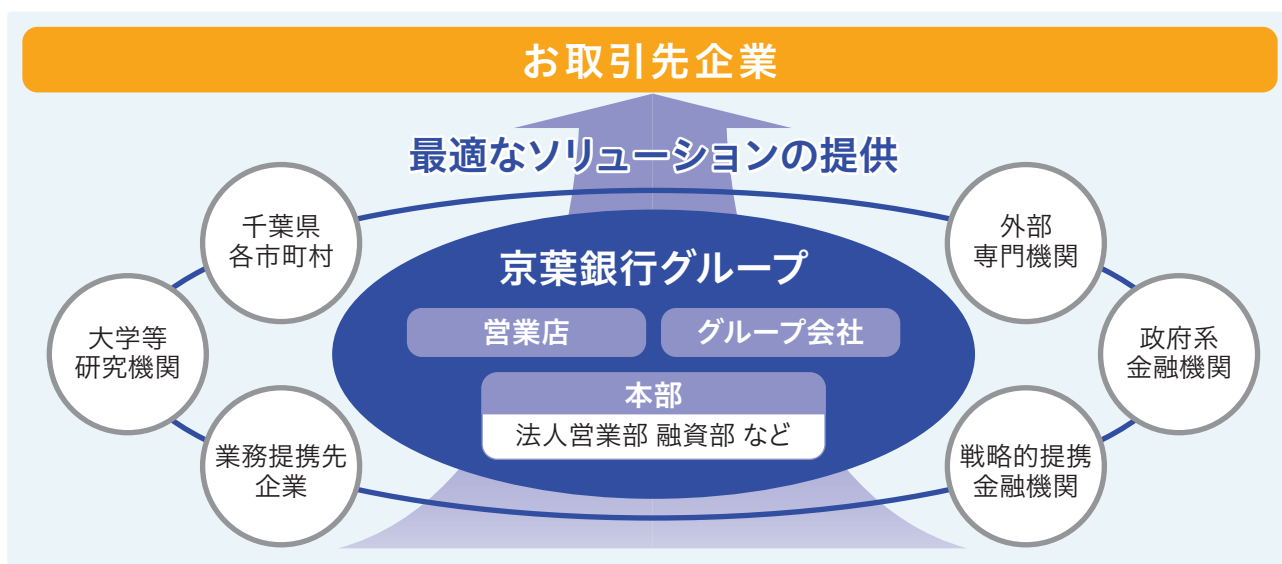 お取引先企業
最適なソリューションの提供
千葉県
各市町村
大学等
研究機関
業務提携先
企業
京葉銀行グループ
営業店
グループ会社
本部
法人営業部 融資部 など
外部
専門機関
政府系
金融機関
戦略的提携
金融機関